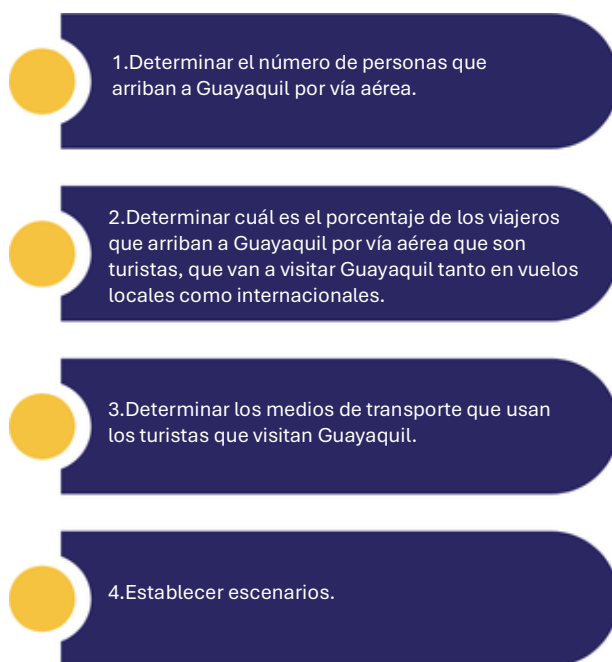 1.Determinar el número de personas que
arriban a Guayaquil por vía aérea.
2.Determinar cuál es el porcentaje de los viajeros
que arriban a Guayaquil por vía aérea que son
turistas, que van a visitar Guayaquil tanto en vuelos
locales como internacionales.
3.Determinar los medios de transporte que usan
los turistas que visitan Guayaquil.
4.Establecer escenarios.